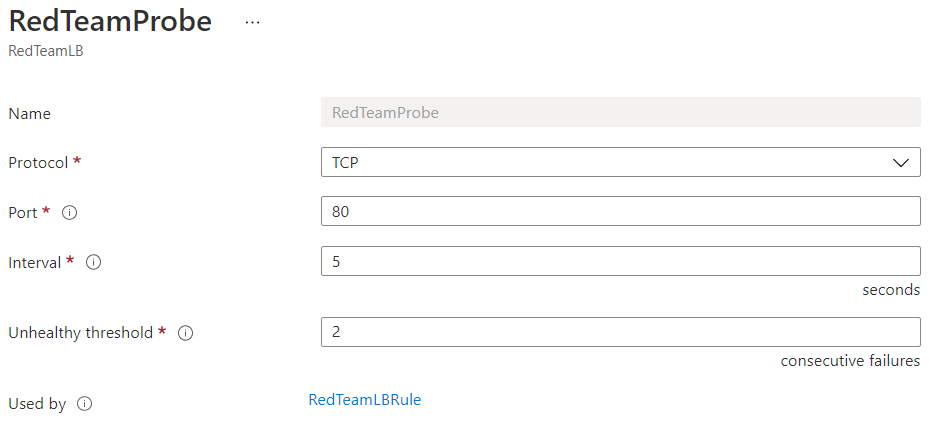 RedTeamProbe ...
RedTeamLB
Name RedTeamProbe
Protocol * TCP
Port * 80
Interval * 5
seconds
Unhealthy threshold * 2
consecutive failures
Used by RedTeamLBRule